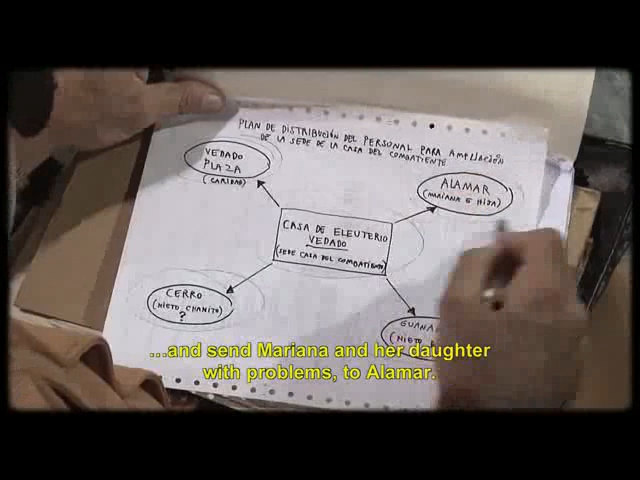 PLAN DE DISTRIBUCIÓN DEL PERSONAL PARA AMPLIACIÓN
DE LA SEDE DE LA CASA DEL COMBATIENTE
VEDADO
PLAZA
(CARIDAD)
ALAMAR
(MARIANA E HIJA)
CASA DE ELEUTERIO
VEDADO
(SEDE CASA DEL COMBATIENTE)
CERRO
(NIETO CHANITO)
?
(NIETO
...and send Mariana and her daughter
with problems, to Alamar.